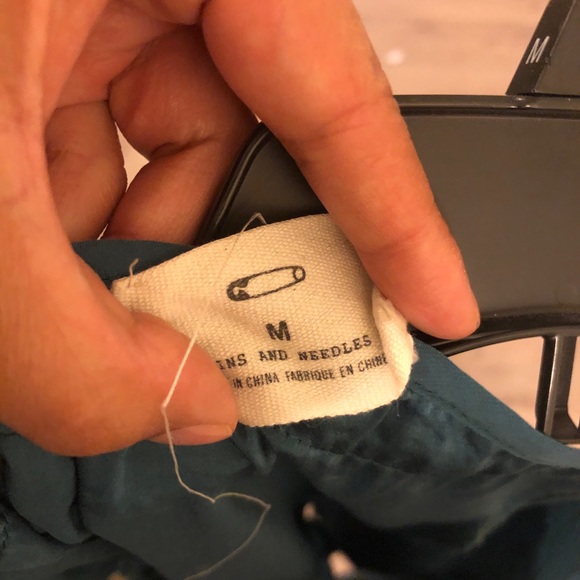 M
M
INS AND NEEDLES
IN CHINA FABRIQUE EN CHINE